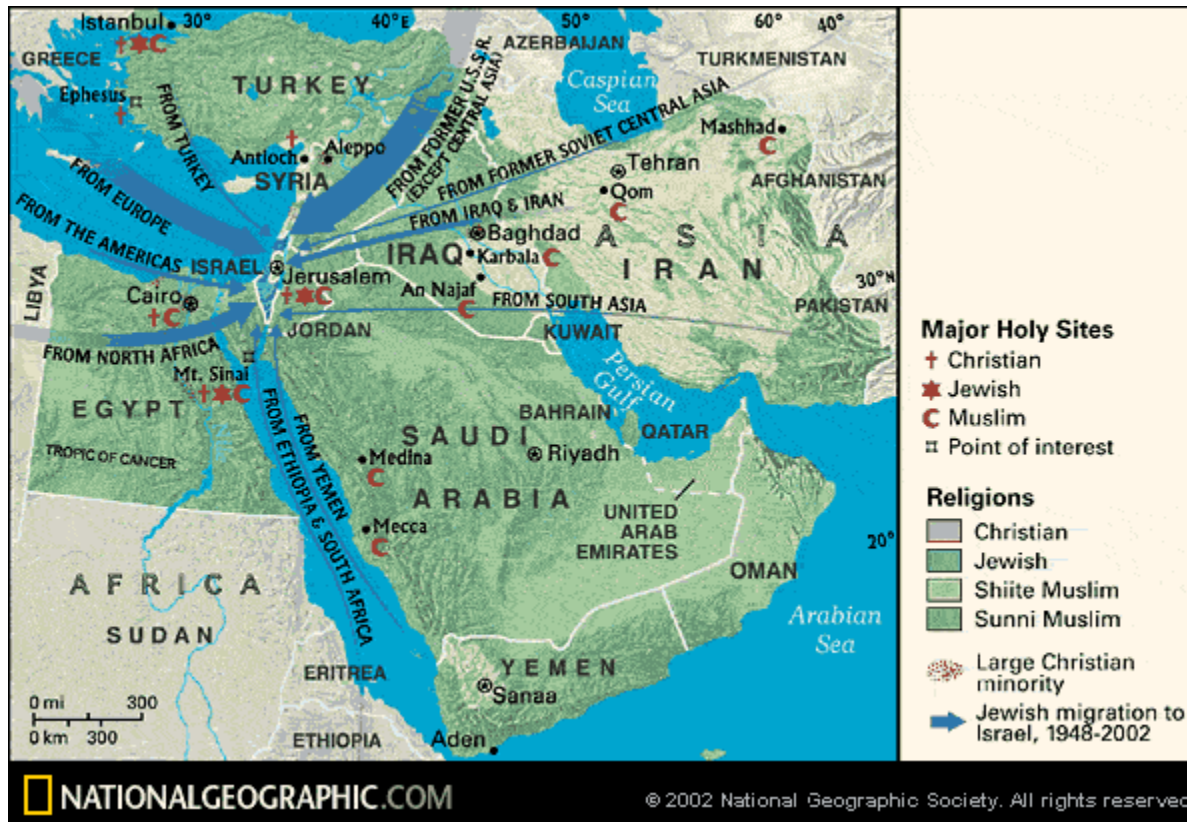 Istanbul
30°
40°E
50°
60°
40°
GREECE
AZERBAIJAN
TURKMENISTAN
TURKEY
Caspian
Sea
Ephesus
FROM TURKEY
FROM FORMER U.S.S.R.
(EXCEPT CENTRAL ASIA)
FROM FORMER SOVIET CENTRAL ASIA
Mashhad
Antioch
Aleppo
SYRIA
Tehran
Qom
AFGHANISTAN
FROM EUROPE
FROM IRAQ & IRAN
FROM THE AMERICAS
Baghdad
ASIA
IRAQ
Karbala
IRAN
ISRAEL
Jerusalem
LIBYA
Cairo
An Najaf
30°N
FROM SOUTH ASIA
PAKISTAN
JORDAN
KUWAIT
FROM NORTH AFRICA
Mt. Sinai
Persian
Gulf
EGYPT
FROM YEMEN
FROM ETHIOPIA & SOUTH AFRICA
BAHRAIN
QATAR
SAUDI
ARABIA
TROPIC OF CANCER
Medina
Riyadh
UNITED
ARAB
EMIRATES
Mecca
20°
OMAN
AFRICA
SUDAN
Arabian
Sea
ERITREA
YEMEN
Sanaa
0 mi 300
0 km 300
ETHIOPIA
Aden
Major Holy Sites
Christian
Jewish
Muslim
Point of interest
Religions
Christian
Jewish
Shiite Muslim
Sunni Muslim
Large Christian
minority
Jewish migration to
Israel, 1948-2002
NATIONALGEOGRAPHIC.COM
© 2002 National Geographic Society. All rights reserved